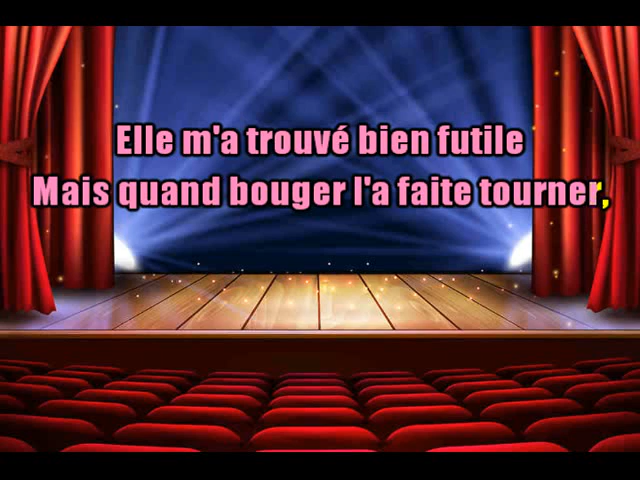 Elle m'a trouvé bien futile
Mais quand bouger l'a faite tourner,